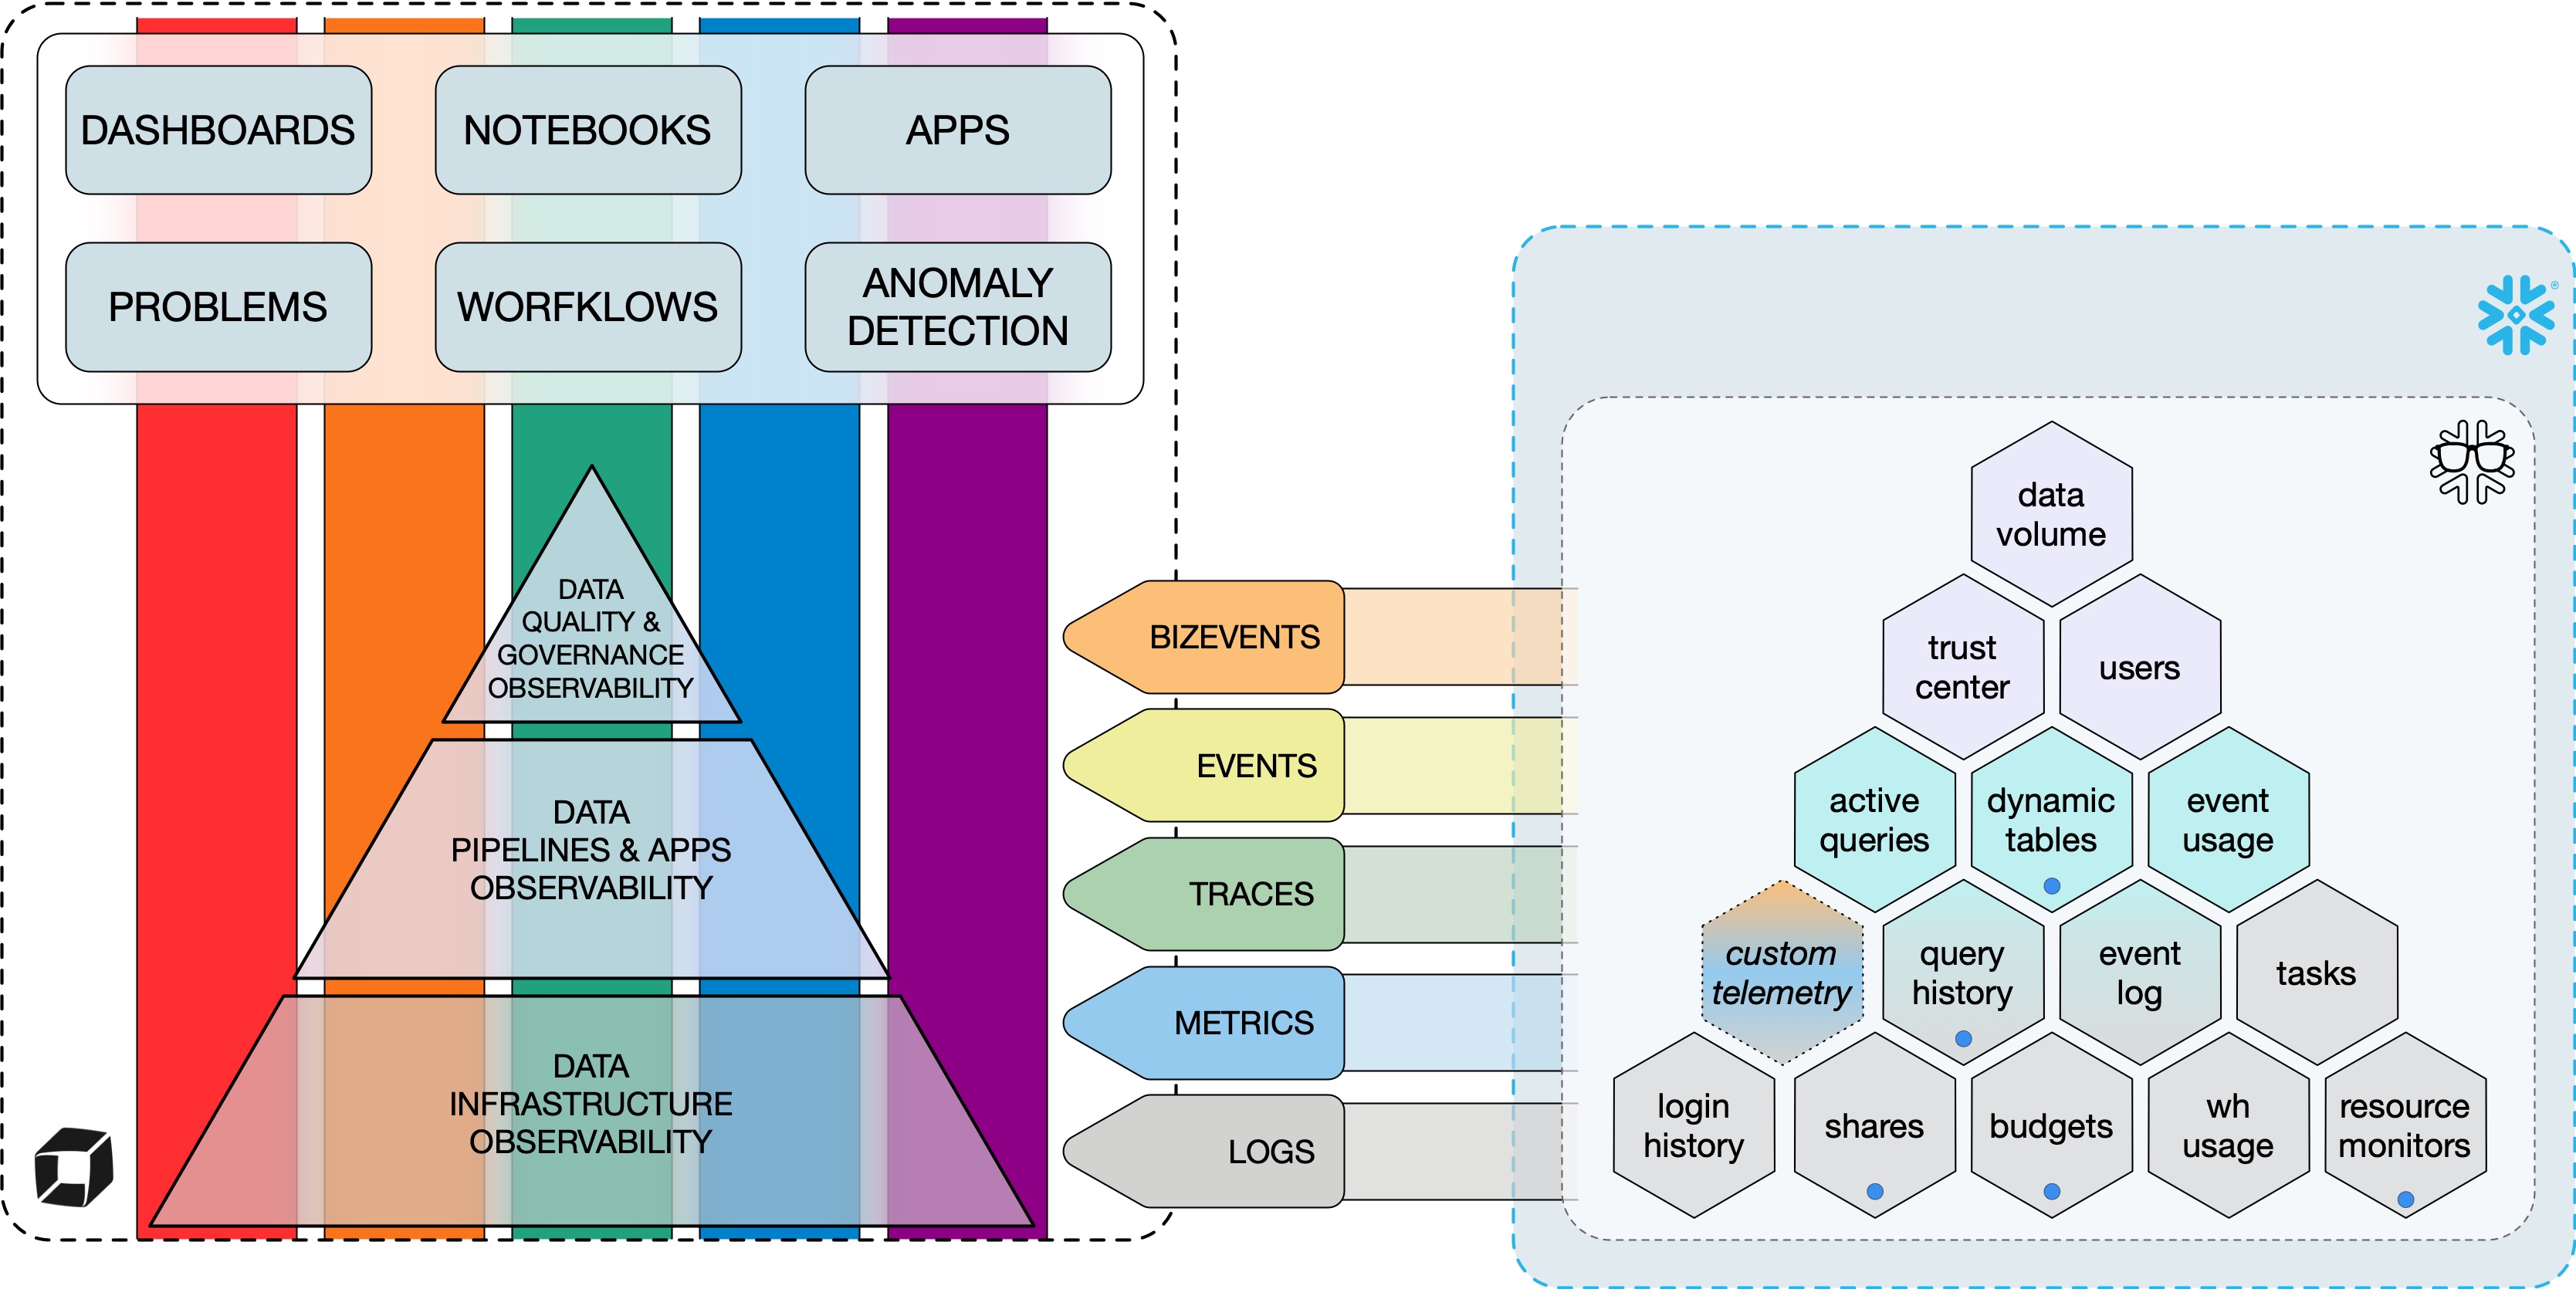 DASHBOARDS
NOTEBOOKS
APPS
PROBLEMS
WORFKLOWS
ANOMALY
DETECTION
DATA
QUALITY &
GOVERNANCE
OBSERVABILITY
DATA
PIPELINES & APPS
OBSERVABILITY
DATA
INFRASTRUCTURE
OBSERVABILITY
BIZEVENTS
EVENTS
TRACES
METRICS
LOGS
®
data
volume
trust
center
users
active
queries
dynamic
tables
event
usage
custom
telemetry
query
history
event
log
tasks
login
history
shares
budgets
wh
usage
resource
monitors